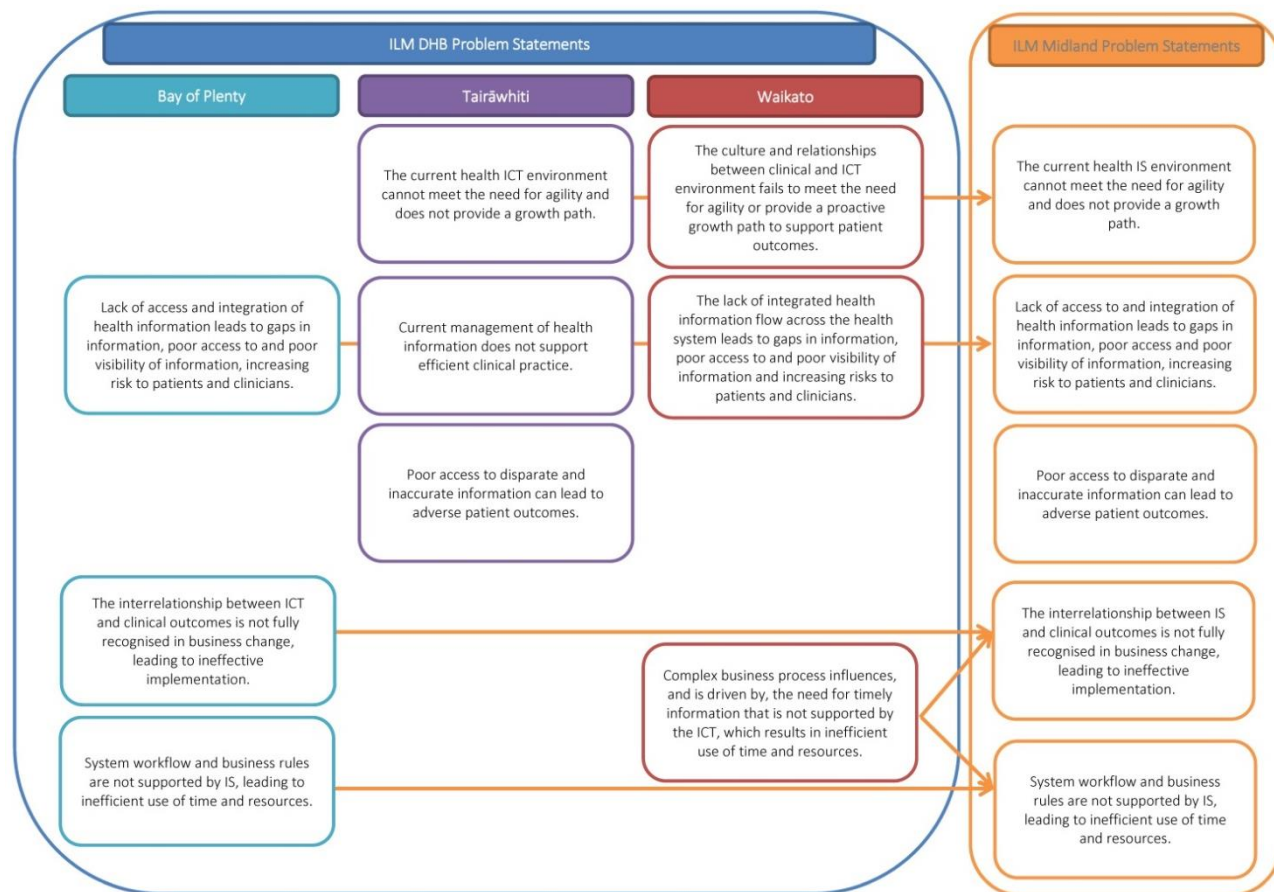 ILM DHB Problem Statements
ILM Midland Problem Statements
Bay of Plenty
Tairāwhiti
Waikato
The current health ICT environment
cannot meet the need for agility and
does not provide a growth path.
The culture and relationships
between clinical and ICT
environment fails to meet the need
for agility or provide a proactive
growth path to support patient
outcomes.
The current health IS environment
cannot meet the need for agility
and does not provide a growth
path.
Lack of access and integration of
health information leads to gaps in
information, poor access to and poor
visibility of information, increasing
risk to patients and clinicians.
Current management of health
information does not support
efficient clinical practice.
The lack of integrated health
information flow across the health
system leads to gaps in information,
poor access to and poor visibility of
information and increasing risks to
patients and clinicians.
Lack of access to and integration of
health information leads to gaps in
information, poor access and poor
visibility of information, increasing
risk to patients and clinicians.
Poor access to disparate and
inaccurate information can lead to
adverse patient outcomes.
Poor access to disparate and
inaccurate information can lead to
adverse patient outcomes.
The interrelationship between ICT
and clinical outcomes is not fully
recognised in business change,
leading to ineffective
implementation.
Complex business process influences,
and is driven by, the need for timely
information that is not supported by
the ICT, which results in inefficient
use of time and resources.
The interrelationship between IS
and clinical outcomes is not fully
recognised in business change,
leading to ineffective
implementation.
System workflow and business rules
are not supported by IS, leading to
inefficient use of time and resources.
System workflow and business
rules are not supported by IS,
leading to inefficient use of time
and resources.